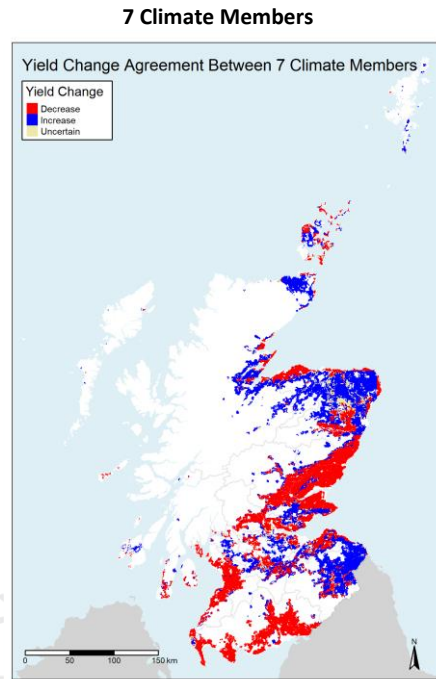 7 Climate Members
Yield Change Agreement Between 7 Climate Members
Yield Change
Decrease
Increase
Uncertain
0 50 100 150 km
N